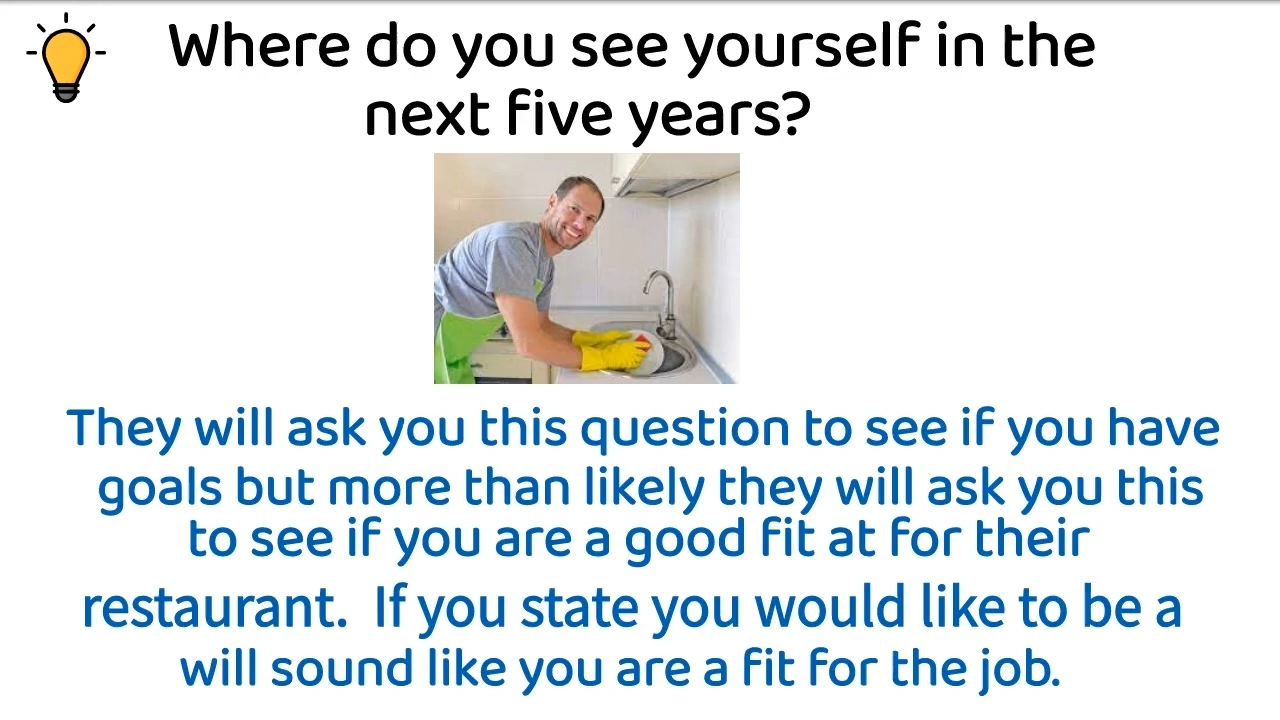 Where do you see yourself in the
next five years?
They will ask you this question to see if you have
goals but more than likely they will ask you this
to see if you are a good fit at for their
restaurant. If you state you would like to be a
will sound like you are a fit for the job.